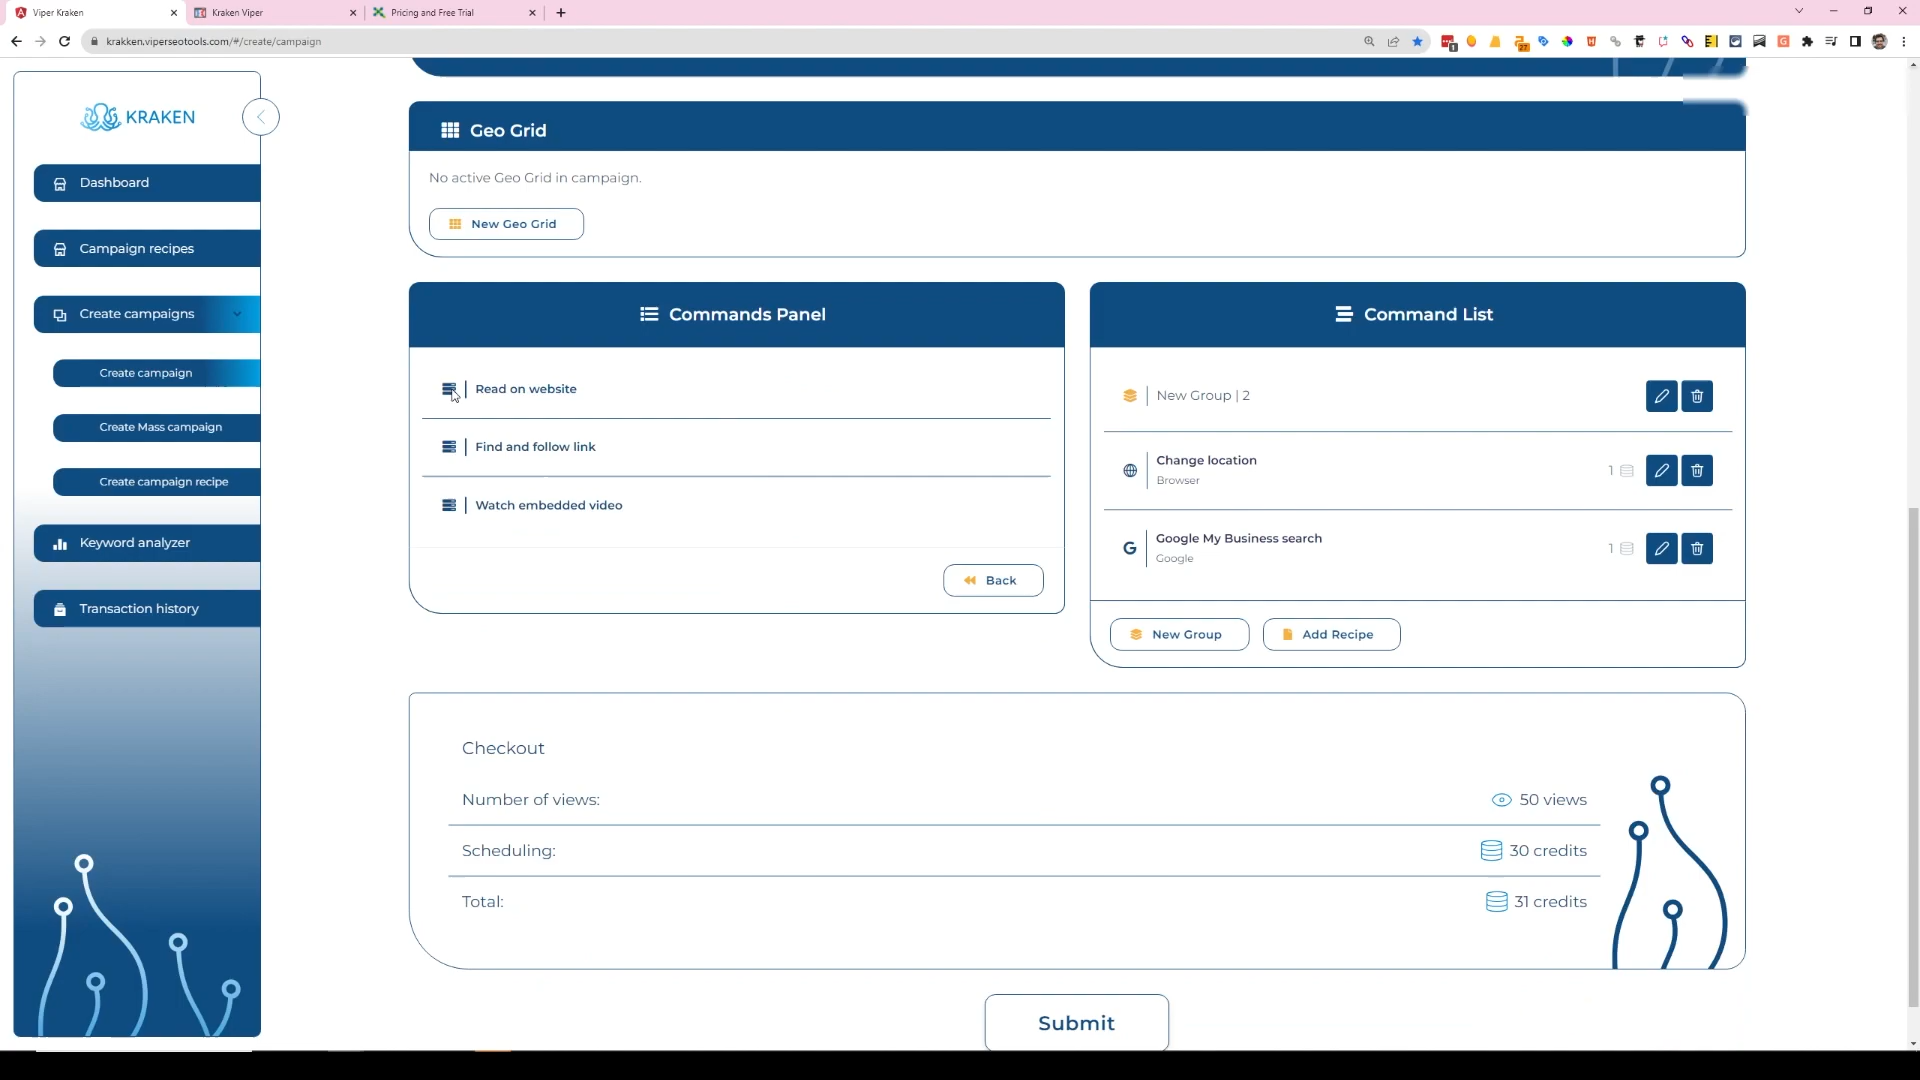 Viper Kraken
Kraken Viper
Pricing and Free Trial
krakken.viperseotools.com/#/create/campaign
1
27
KRAKEN
Dashboard
Campaign recipes
Create campaigns
Create campaign
Create Mass campaign
Create campaign recipe
Keyword analyzer
Transaction history
Geo Grid
No active Geo Grid in campaign.
New Geo Grid
Commands Panel
Read on website
Find and follow link
Watch embedded video
Back
Command List
New Group | 2
Change location
Browser
1
Google My Business search
Google
1
New Group
Add Recipe
Checkout
Number of views:
50 views
Scheduling:
30 credits
Total:
31 credits
Submit